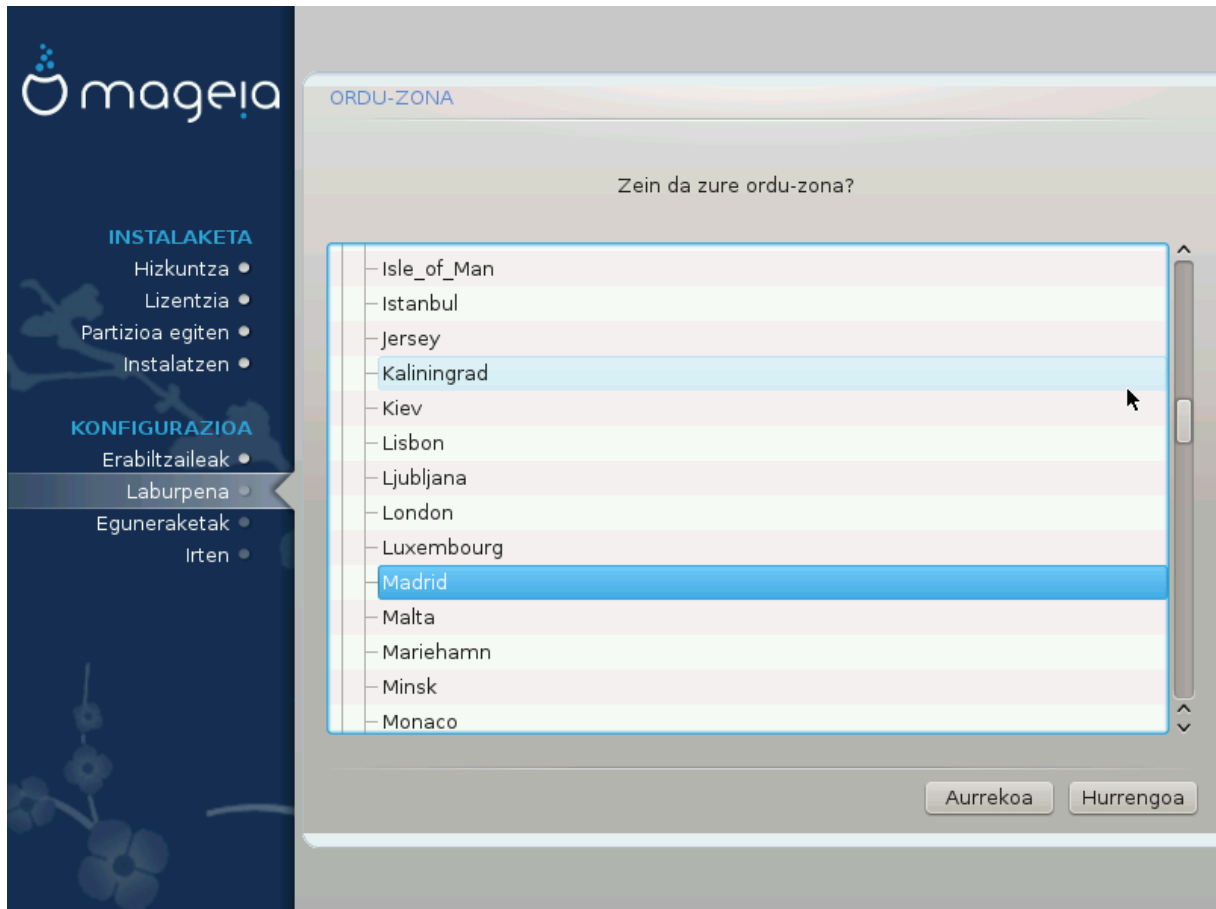 mageia
INSTALAKETA
Hizkuntza
Lizentzia
Partizioa egiten
Instalatzen
KONFIGURAZIOA
Erabiltzaileak
Laburpena
Eguneraketak
Irten
ORDU-ZONA
Zein da zure ordu-zona?
Isle_of_Man
Istanbul
Jersey
Kaliningrad
Kiev
Lisbon
Ljubljana
London
Luxembourg
Madrid
Malta
Mariehamn
Minsk
Monaco
Aurrekoa
Hurrengoa